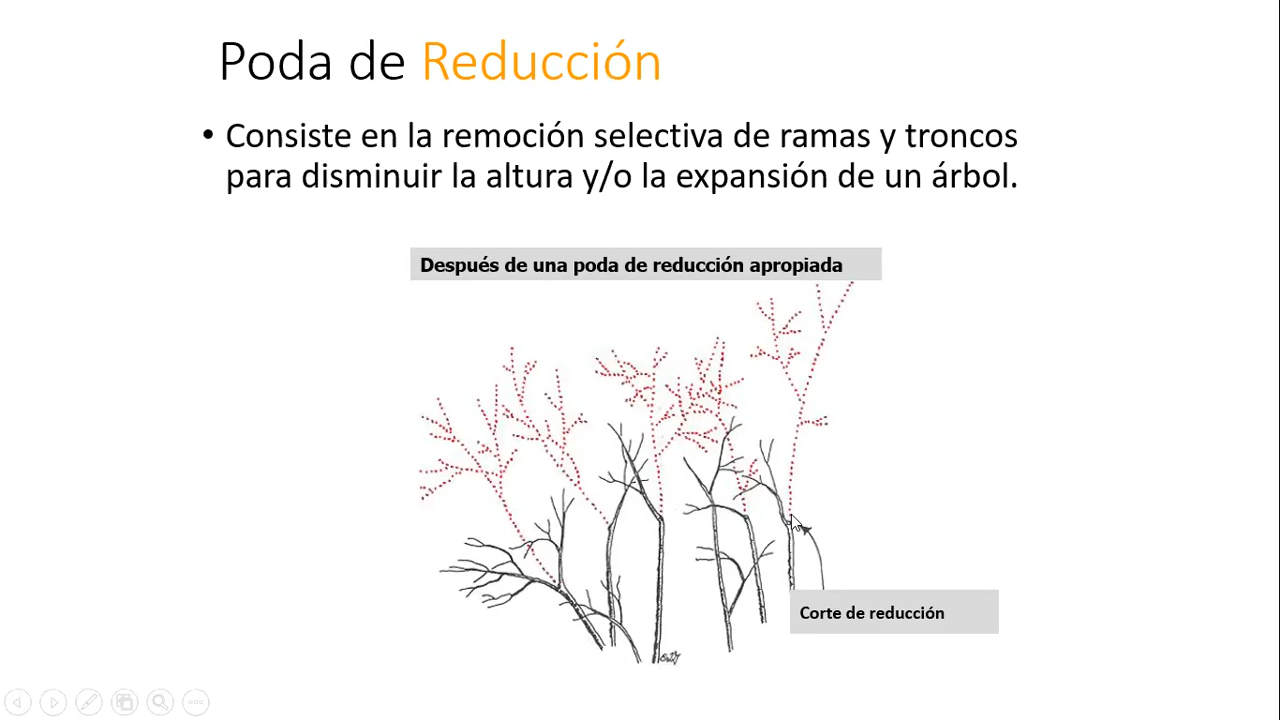 Poda de Reducción
• Consiste en la remoción selectiva de ramas y troncos
para disminuir la altura y/o la expansión de un árbol.
Después de una poda de reducción apropiada
Corte de reducción